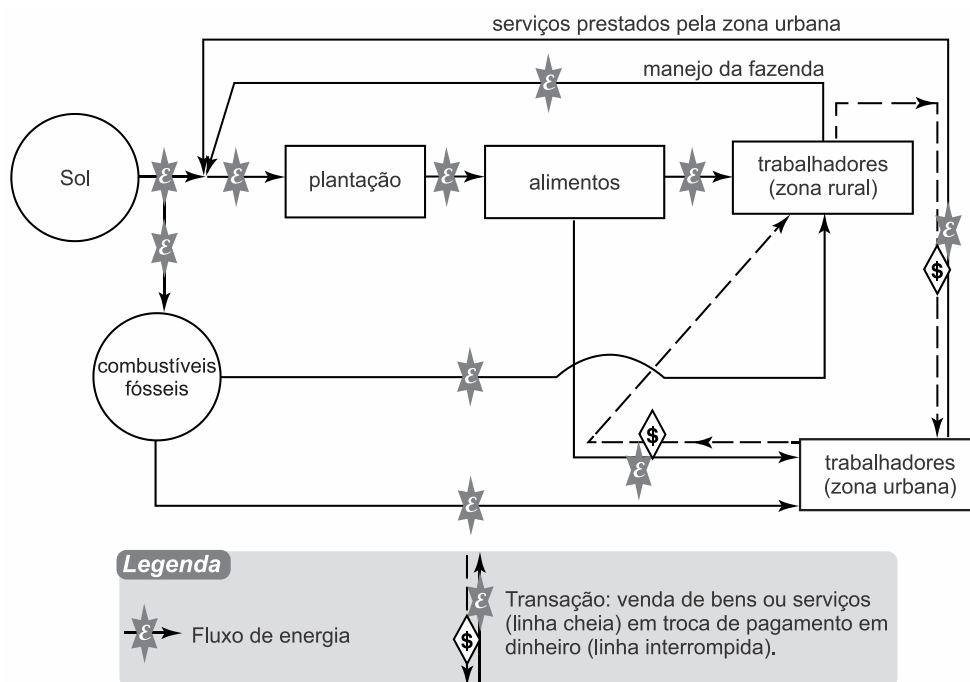 serviços prestados pela zona urbana
manejo da fazenda
ℰ
Sol
ℰ
ℰ
plantação
ℰ
alimentos
ℰ
trabalhadores
(zona rural)
ℰ
ℰ
$
combustíveis
fósseis
ℰ
$
ℰ
trabalhadores
(zona urbana)
ℰ
Legenda
ℰ
Fluxo de energia
ℰ
$
Transação: venda de bens ou serviços
(linha cheia) em troca de pagamento em
dinheiro (linha interrompida).